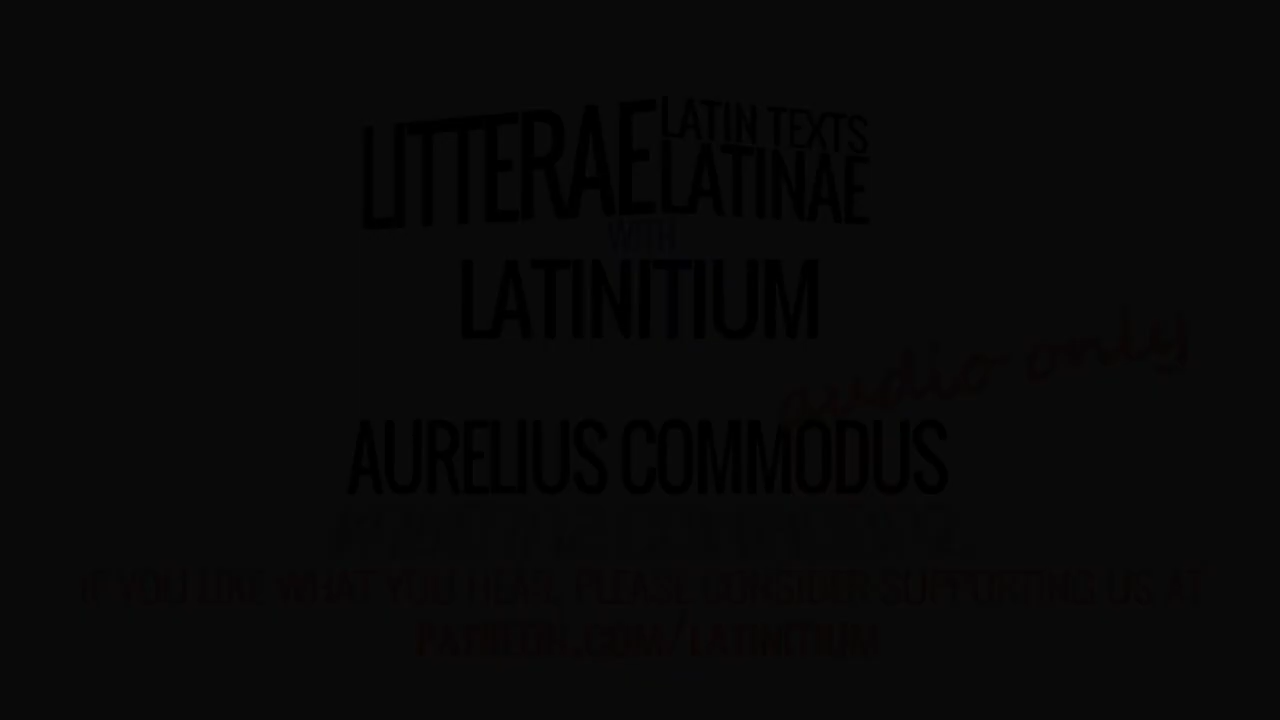 LITTERAE LATIN TEXTS
LATINAE
WITH
LATINITIUM
audio only
AURELIUS COMMODUS
IF YOU LIKE WHAT YOU HEAR, PLEASE CONSIDER SUPPORTING US AT
PATREON.COM/LATINITIUM